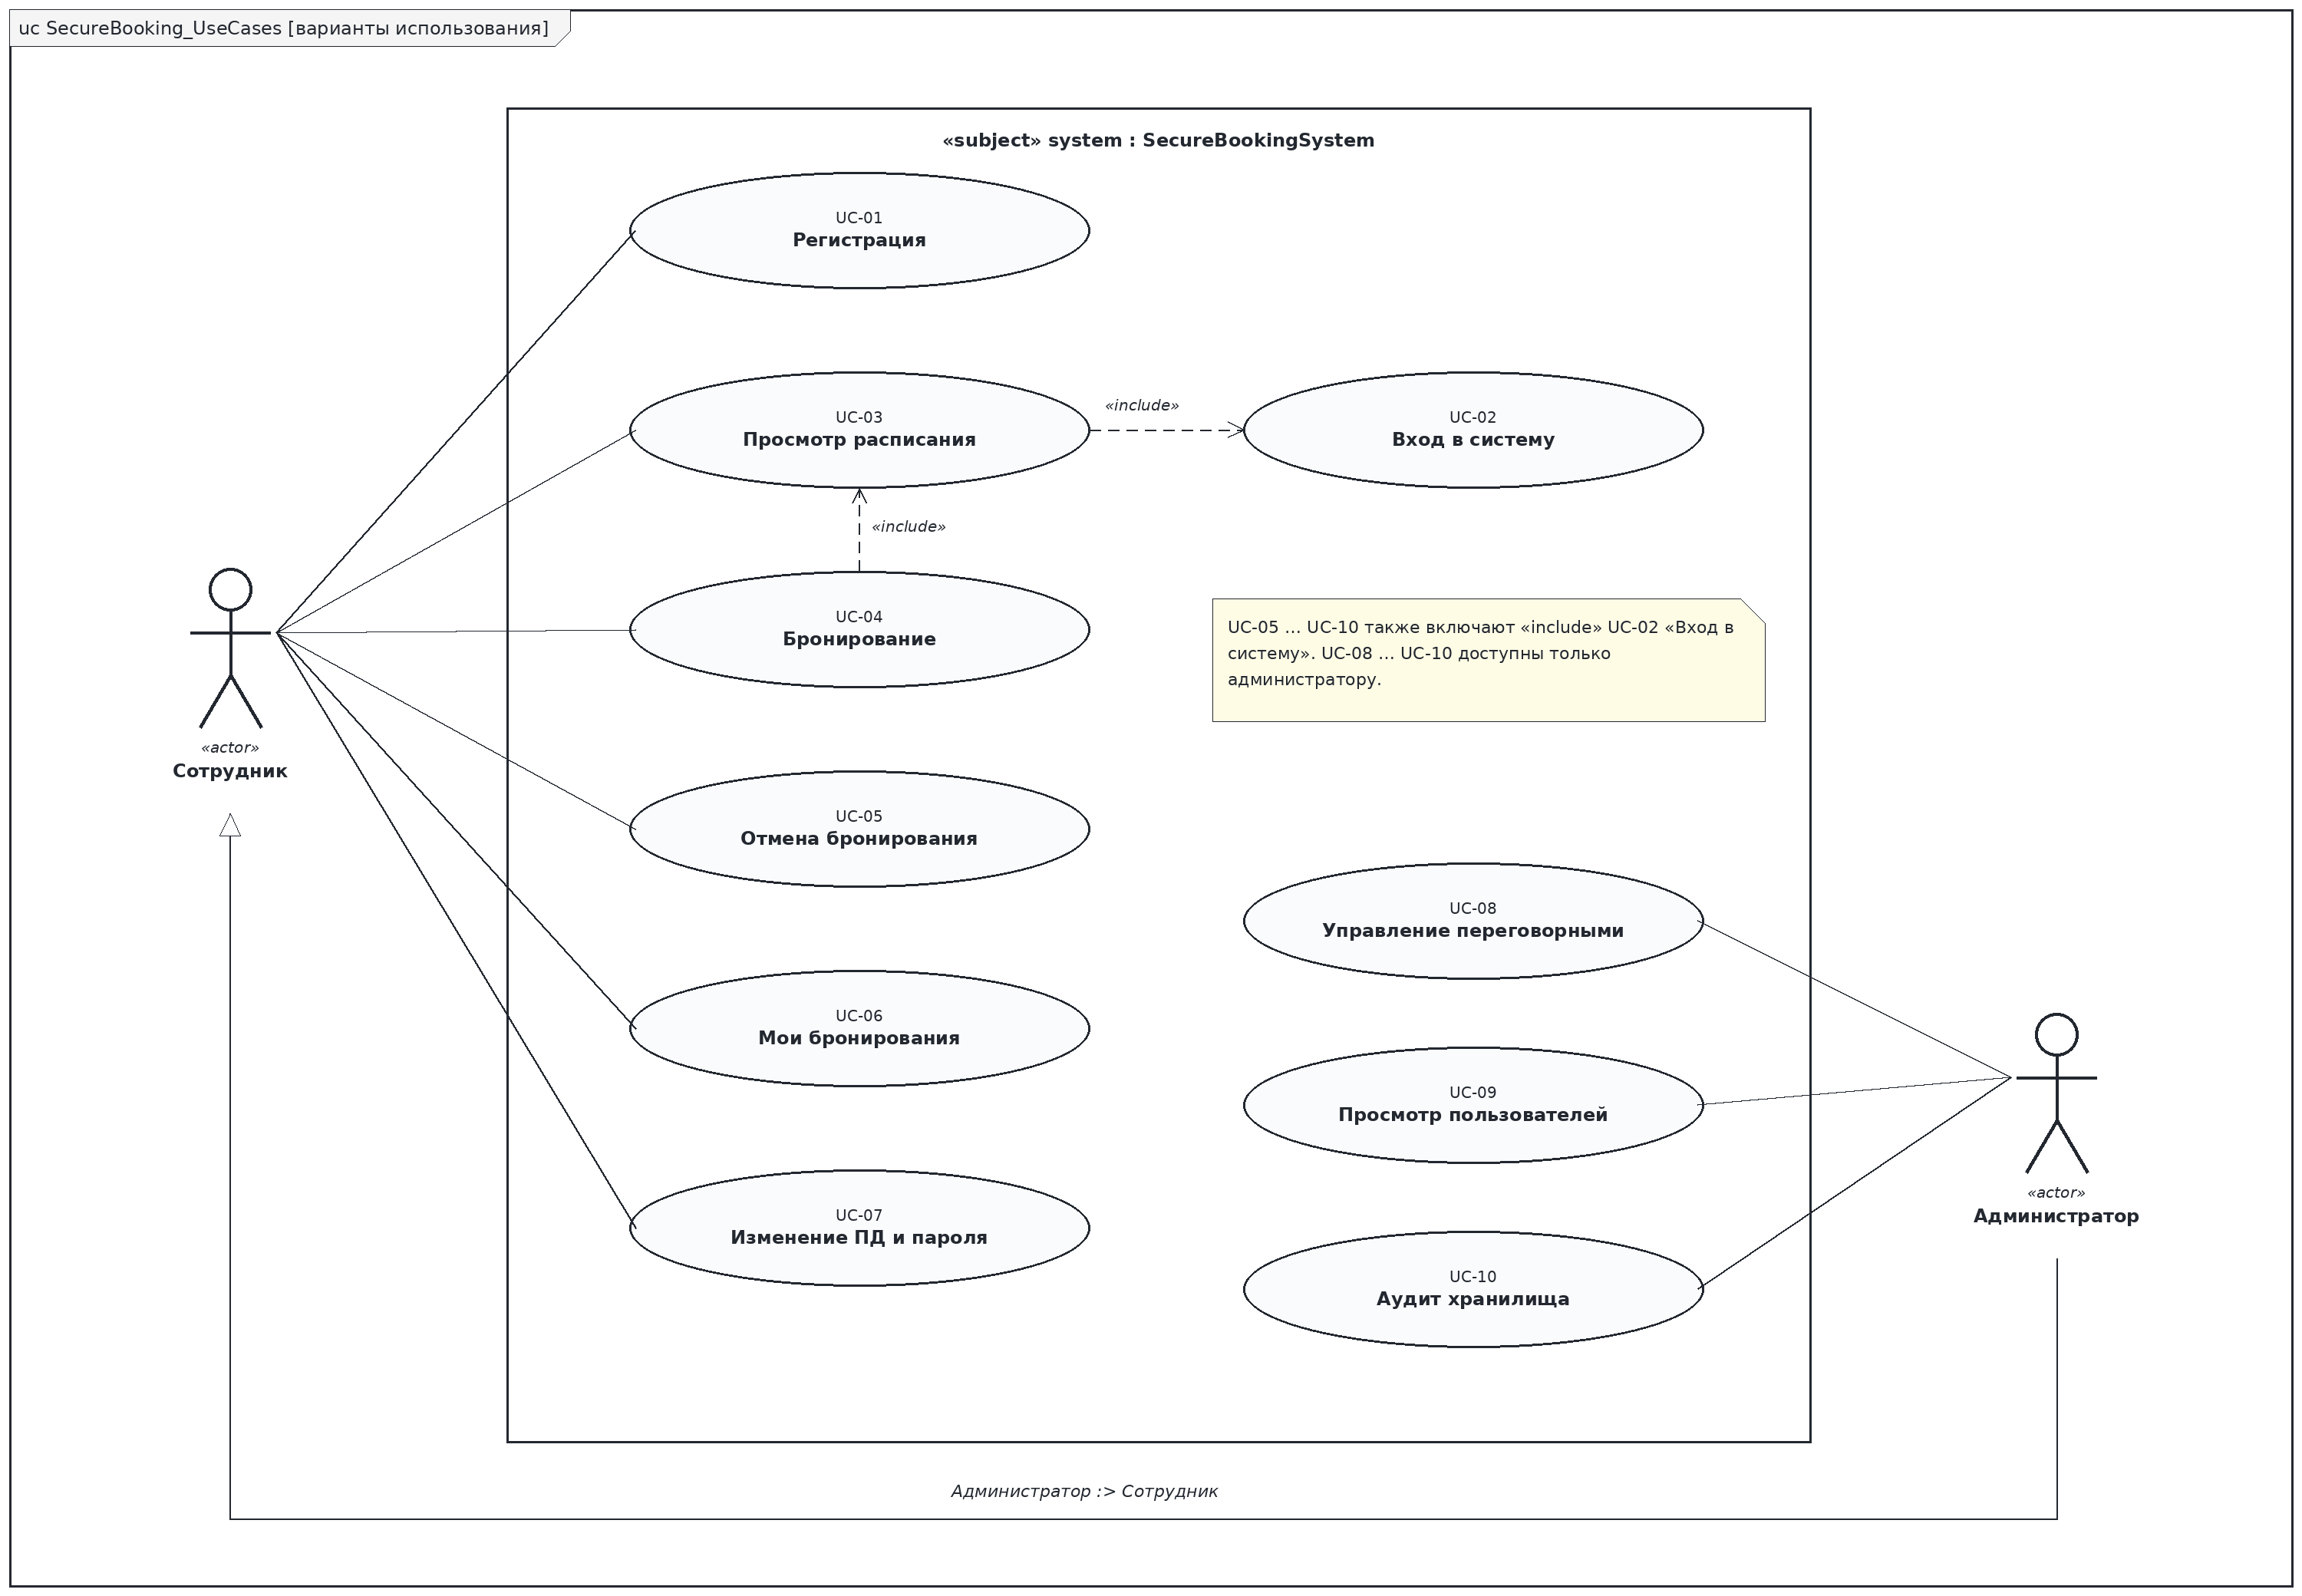 uc SecureBooking_UseCases [варианты использования]
«subject» system : SecureBookingSystem
UC-01
Регистрация
UC-03
Просмотр расписания
«include»
UC-02
Вход в систему
«include»
UC-04
Бронирование
UC-05 ... UC-10 также включают «include» UC-02 «Вход в
систему». UC-08 ... UC-10 доступны только
администратору.
«actor»
Сотрудник
UC-05
Отмена бронирования
UC-08
Управление переговорными
UC-06
Мои бронирования
UC-09
Просмотр пользователей
«actor»
Администратор
UC-07
Изменение ПД и пароля
UC-10
Аудит хранилища
Администратор :> Сотрудник